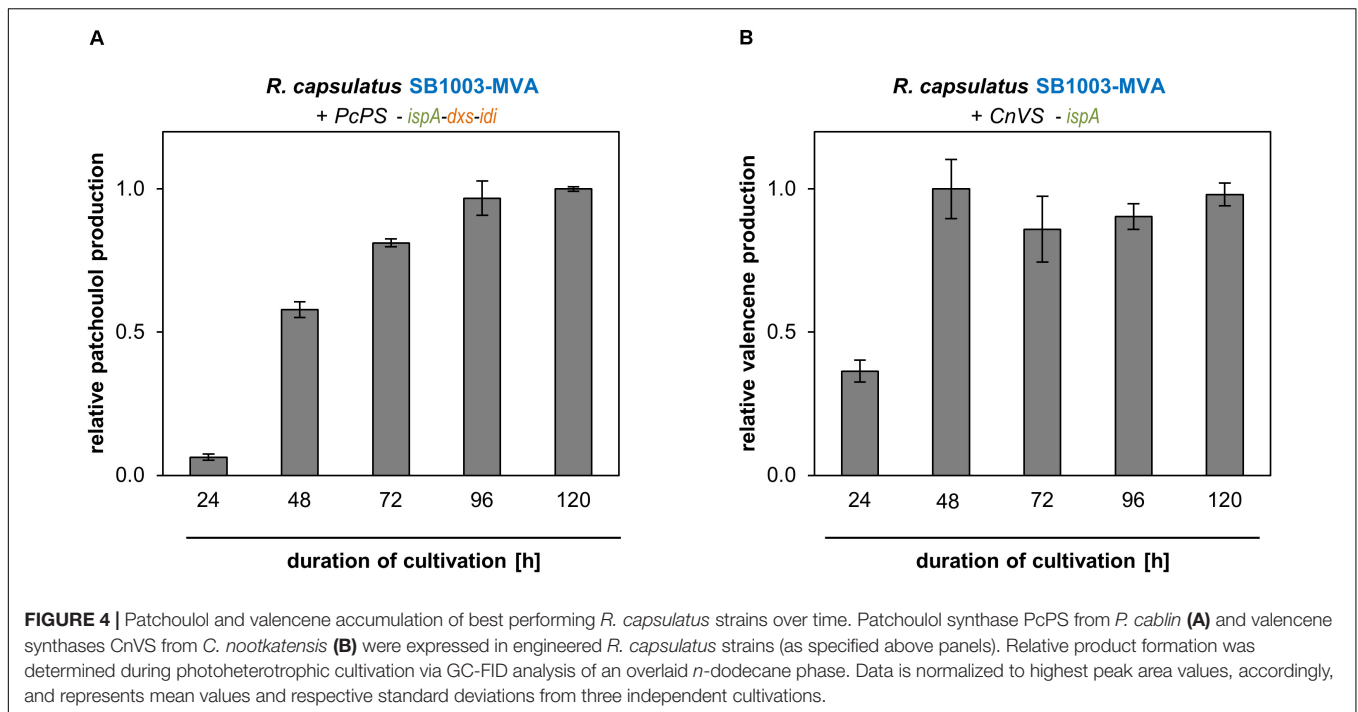 A
R. capsulatus SB1003-MVA
+ PcPS - ispA-dxs-idi
relative patchoulol production
1.0
0.5
0.0
24 48 72 96 120
duration of cultivation [h]
B
R. capsulatus SB1003-MVA
+ CnVS - ispA
relative valencene production
1.0
0.5
0.0
24 48 72 96 120
duration of cultivation [h]
FIGURE 4 | Patchoulol and valencene accumulation of best performing R. capsulatus strains over time. Patchoulol synthase PcPS from P. cablin (A) and valencene
synthases CnVS from C. nootkatensis (B) were expressed in engineered R. capsulatus strains (as specified above panels). Relative product formation was
determined during photoheterotrophic cultivation via GC-FID analysis of an overlaid n-dodecane phase. Data is normalized to highest peak area values, accordingly,
and represents mean values and respective standard deviations from three independent cultivations.